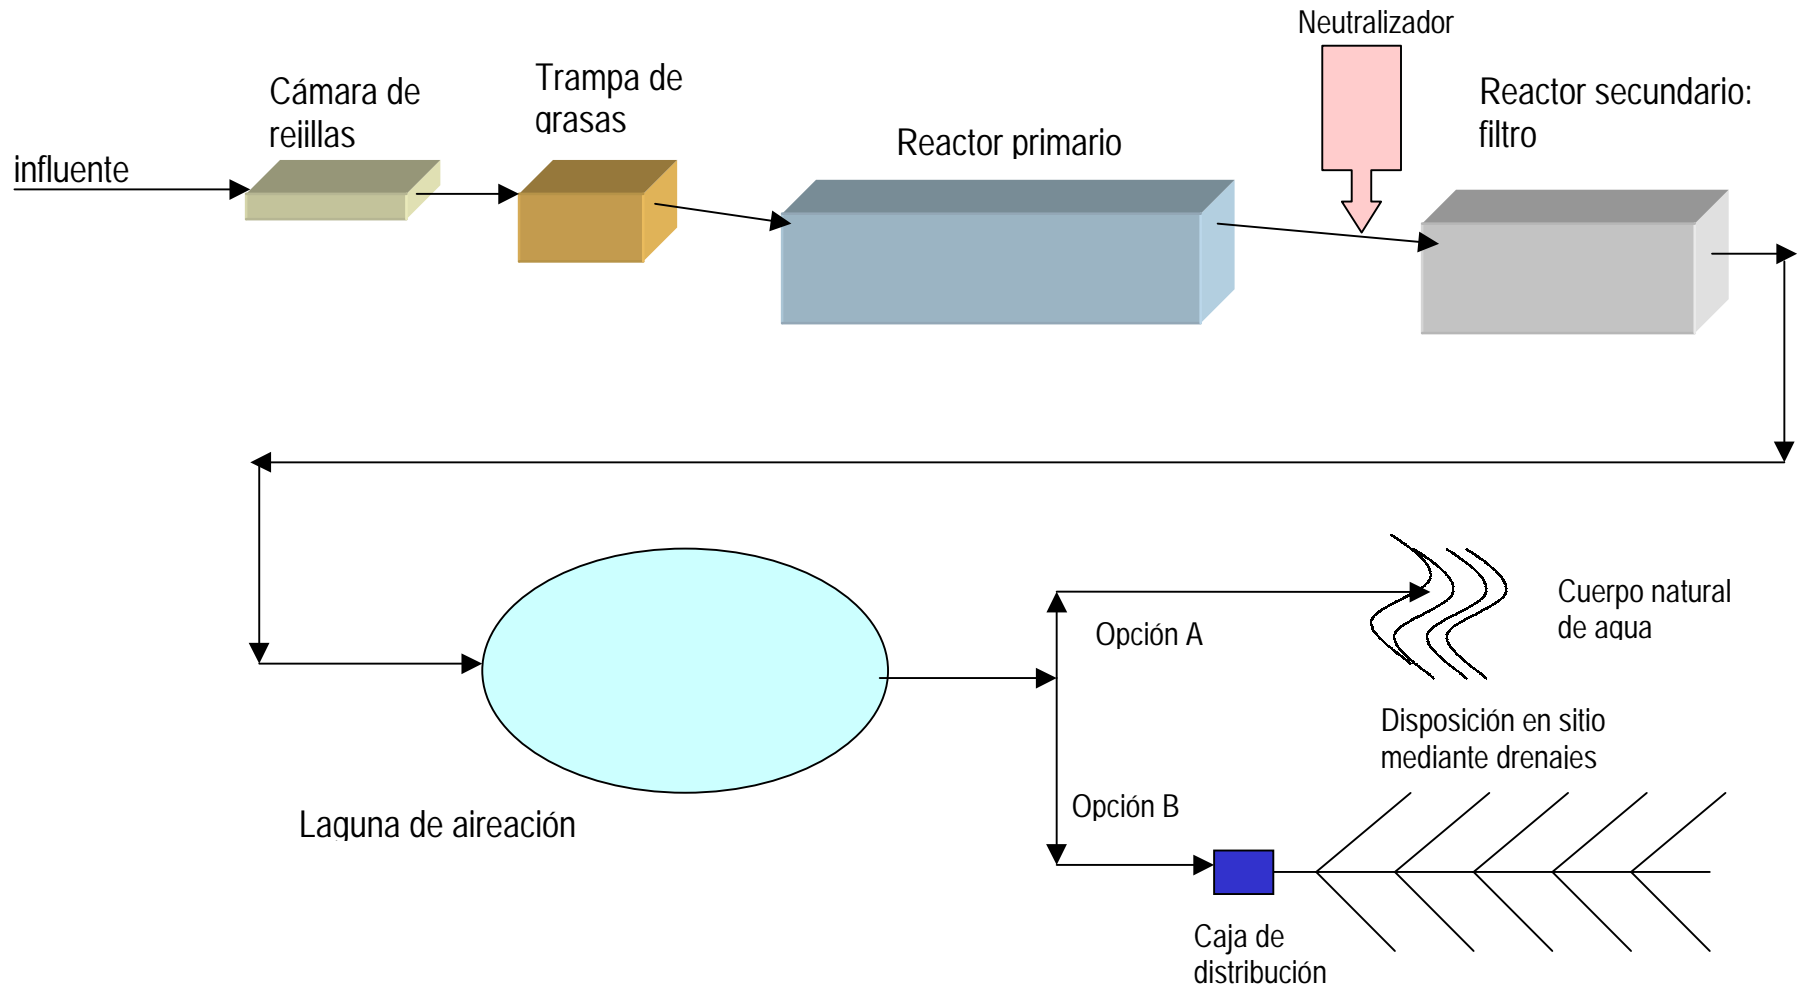 Neutralizador
Cámara de
rejillas
Trampa de
grasas
Reactor primario
Reactor secundario:
filtro
influente
Opción A
Cuerpo natural
de agua
Disposición en sitio
mediante drenajes
Opción B
Laguna de aireación
Caja de
distribución